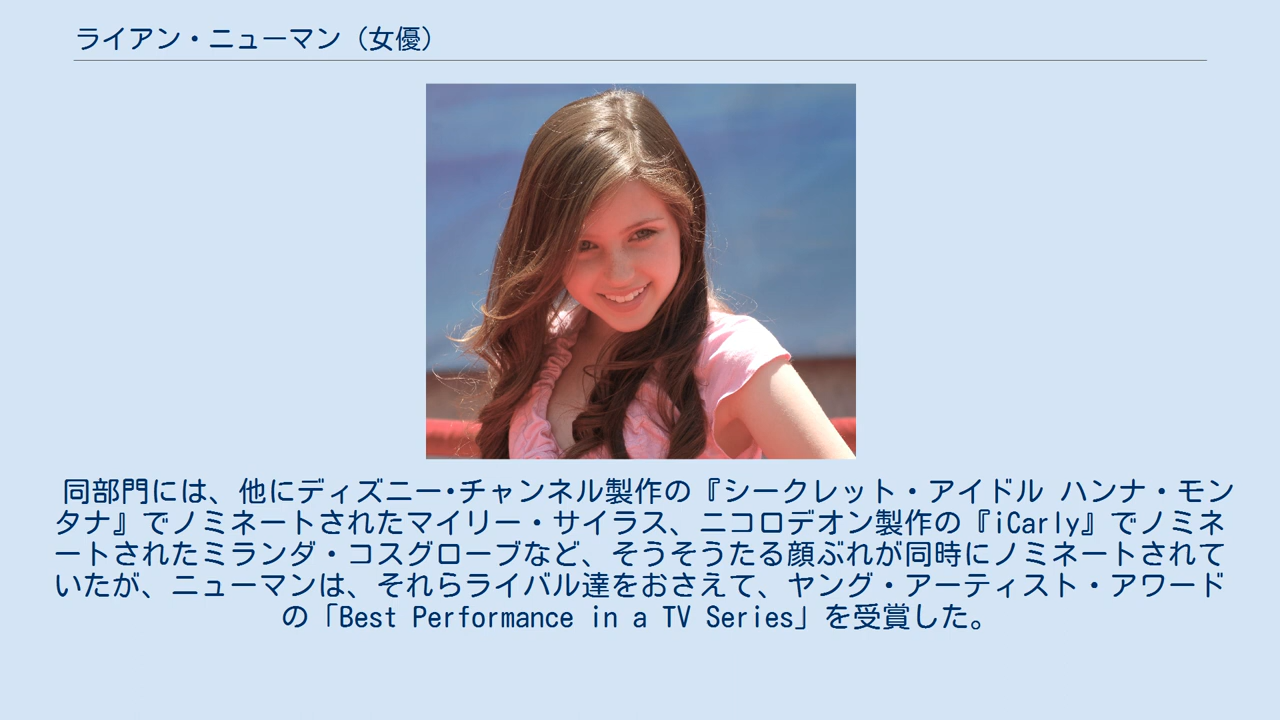 ライアン・ニューマン（女優）
同部門には、他にディズニー・チャンネル製作の『シークレット・アイドル ハンナ・モン
タナ』でノミネートされたマイリー・サイラス、ニコロデオン製作の『iCarly』でノミネ
ートされたミランダ・コスグローブなど、そうそうたる顔ぶれが同時にノミネートされて
いたが、ニューマンは、それらライバル達をおさえて、ヤング・アーティスト・アワード
の「Best Performance in a TV Series」を受賞した。